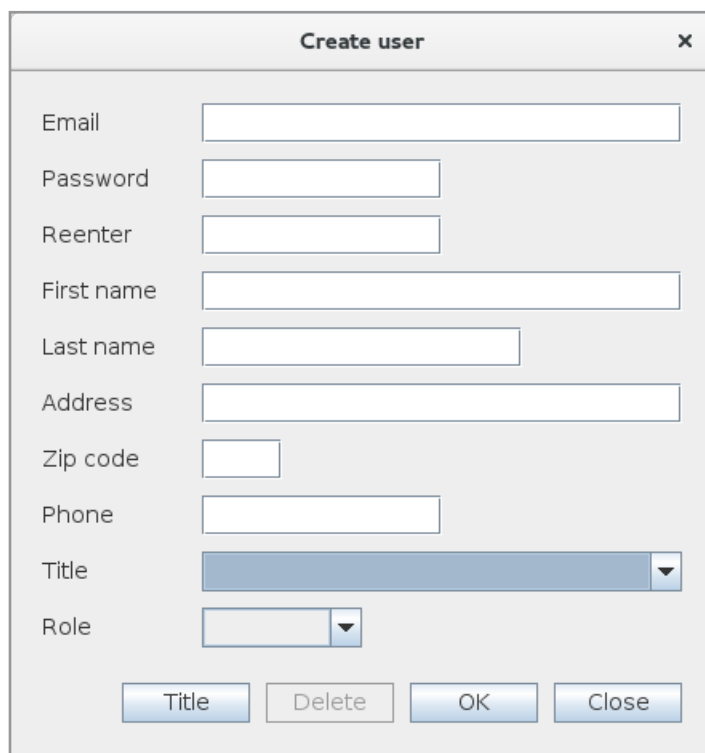 Create user
Email
Password
Reenter
First name
Last name
Address
Zip code
Phone
Title
Role
Title Delete OK Close